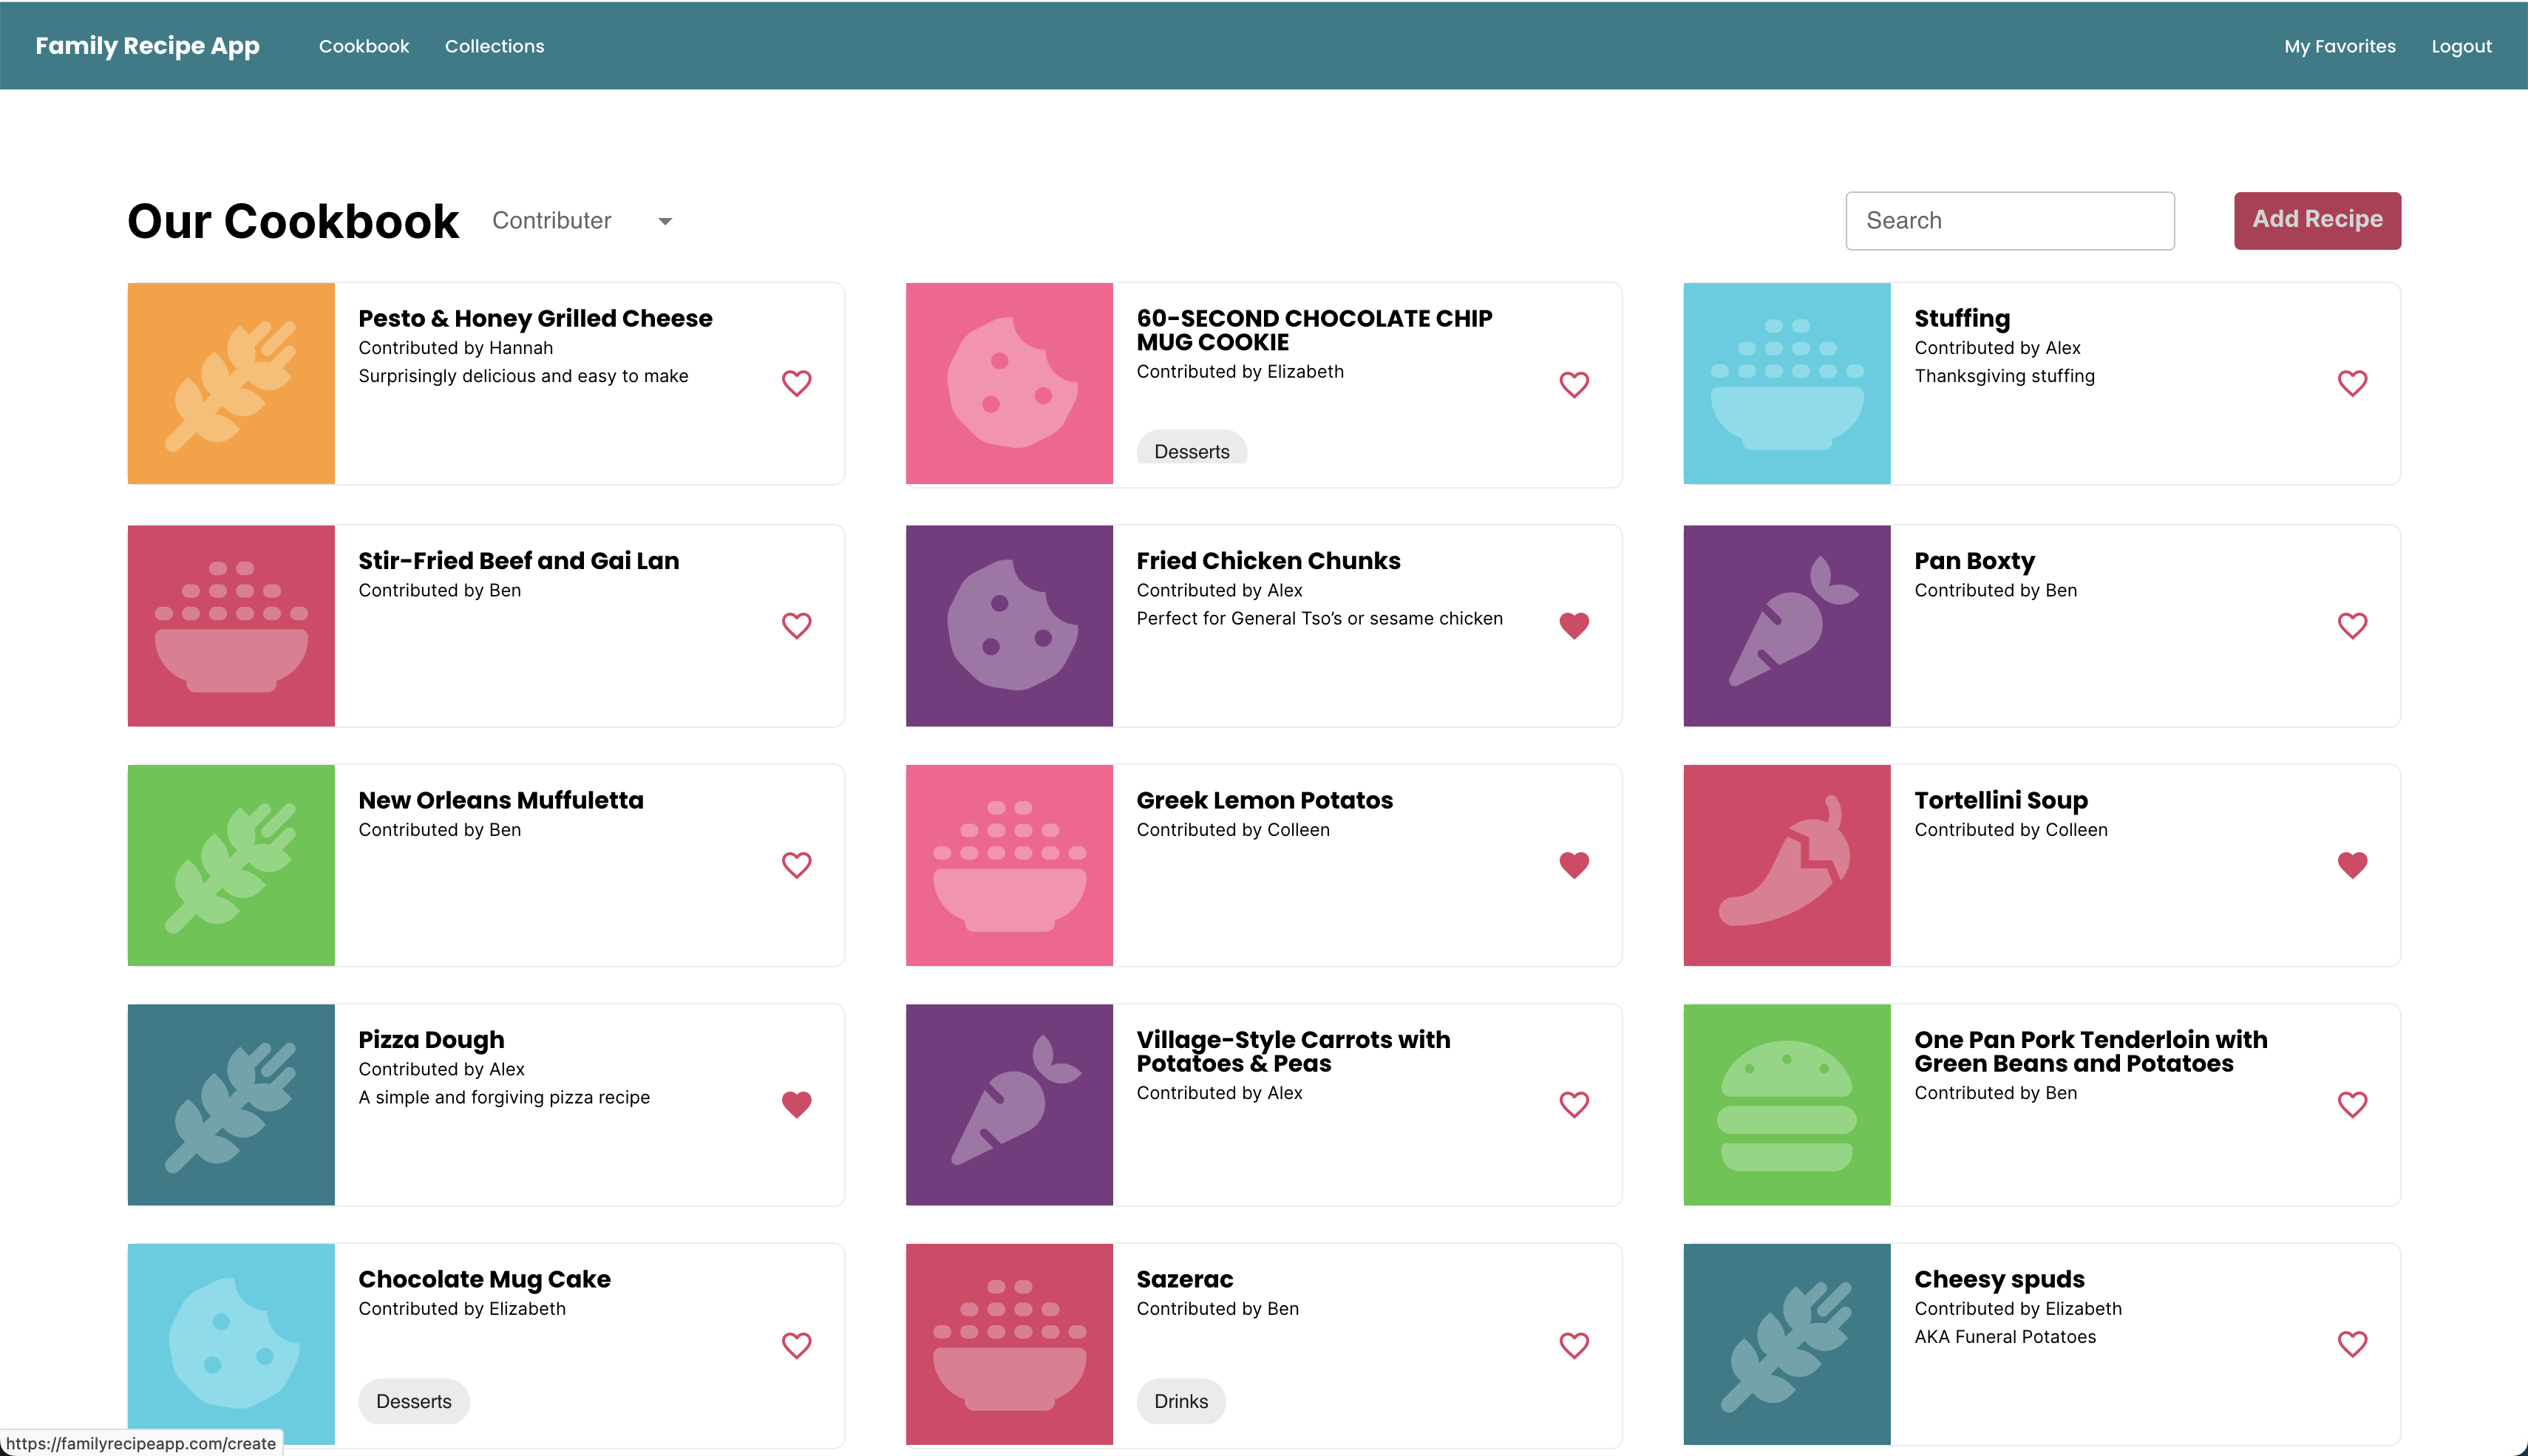 Family Recipe App
Cookbook
Collections
My Favorites
Logout
Our Cookbook
Contributer
Search
Add Recipe
Pesto & Honey Grilled Cheese
Contributed by Hannah
Surprisingly delicious and easy to make
60-SECOND CHOCOLATE CHIP
MUG COOKIE
Contributed by Elizabeth
Desserts
Stuffing
Contributed by Alex
Thanksgiving stuffing
Stir-Fried Beef and Gai Lan
Contributed by Ben
Fried Chicken Chunks
Contributed by Alex
Perfect for General Tso’s or sesame chicken
Pan Boxty
Contributed by Ben
New Orleans Muffuletta
Contributed by Ben
Greek Lemon Potatos
Contributed by Colleen
Tortellini Soup
Contributed by Colleen
Pizza Dough
Contributed by Alex
A simple and forgiving pizza recipe
Village-Style Carrots with
Potatoes & Peas
Contributed by Alex
One Pan Pork Tenderloin with
Green Beans and Potatoes
Contributed by Ben
Chocolate Mug Cake
Contributed by Elizabeth
Desserts
Sazerac
Contributed by Ben
Drinks
Cheesy spuds
Contributed by Elizabeth
AKA Funeral Potatoes
https://familyrecipeapp.com/create